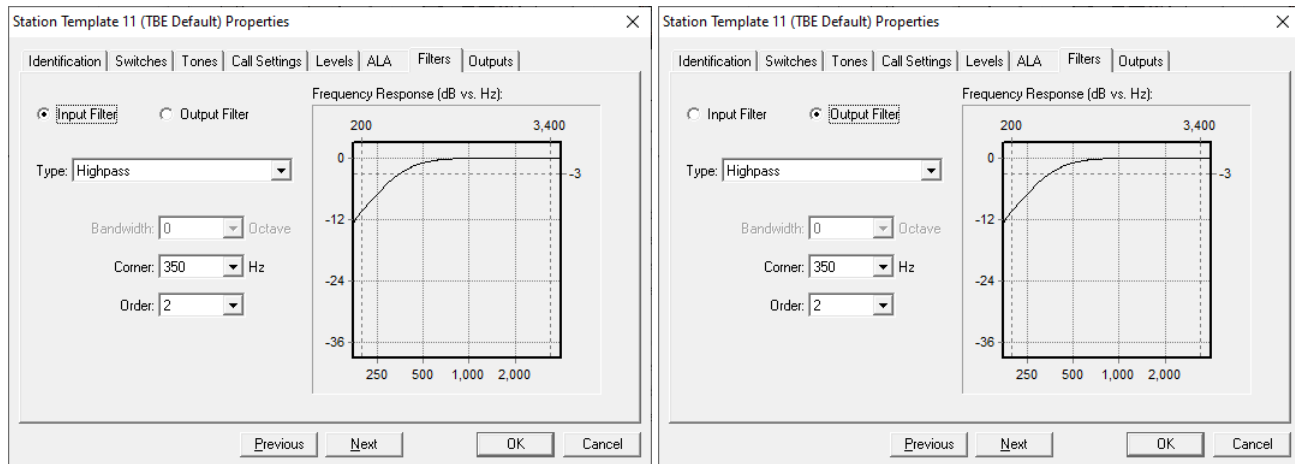 Station Template 11 (TBE Default) Properties
Identification Switches Tones Call Settings Levels ALA Filters Outputs
Input Filter Output Filter
Frequency Response (dB vs. Hz):
200 3,400
Type: Highpass
0
-3
-12
Bandwidth: 0 Octave
Corner: 350 Hz
-24
Order: 2
-36
250 500 1,000 2,000
Previous Next OK Cancel
Station Template 11 (TBE Default) Properties
Identification Switches Tones Call Settings Levels ALA Filters Outputs
Input Filter Output Filter
Frequency Response (dB vs. Hz):
200 3,400
Type: Highpass
0
-3
-12
Bandwidth: 0 Octave
Corner: 350 Hz
-24
Order: 2
-36
250 500 1,000 2,000
Previous Next OK Cancel